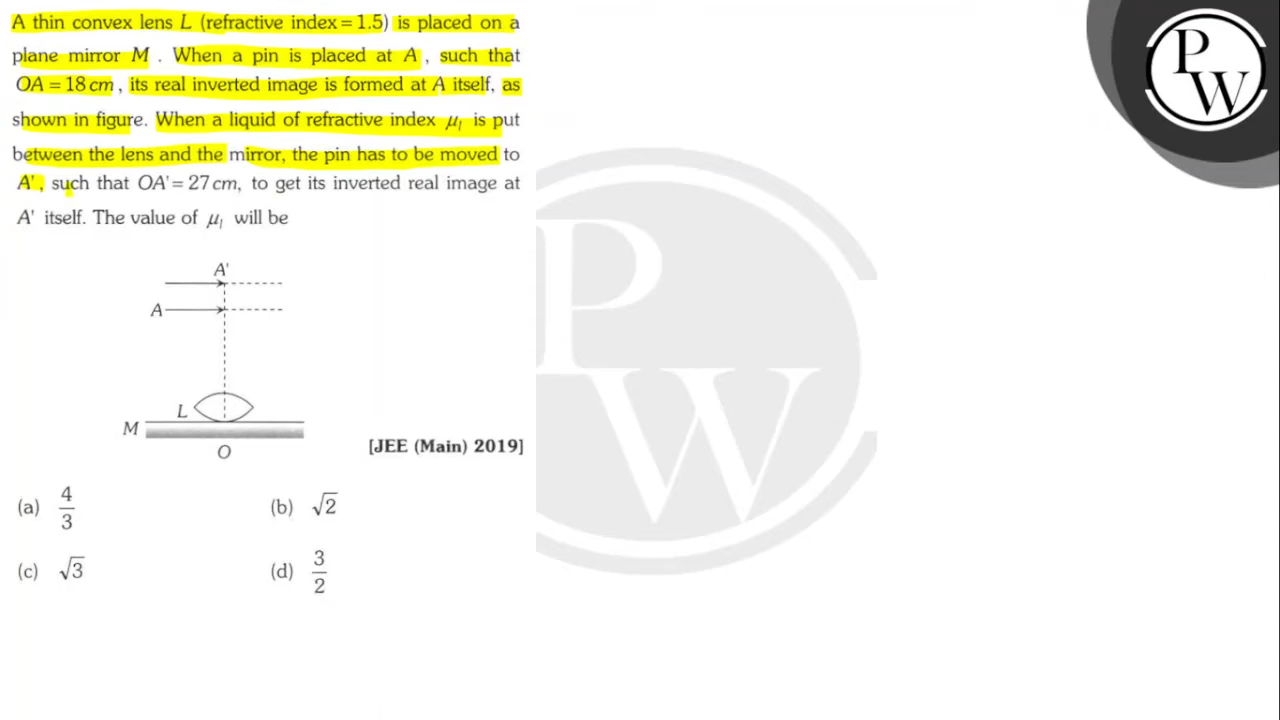 A thin convex lens L (refractive index = 1.5) is placed on a
plane mirror M . When a pin is placed at A , such that
OA = 18 cm , its real inverted image is formed at A itself, as
shown in figure. When a liquid of refractive index μₗ is put
between the lens and the mirror, the pin has to be moved to
A', such that OA' = 27 cm, to get its inverted real image at
A' itself. The value of μₗ will be
A'
A
L
M
O
[JEE (Main) 2019]
(a) 4/3
(b) √2
(c) √3
(d) 3/2
P
W
P
W